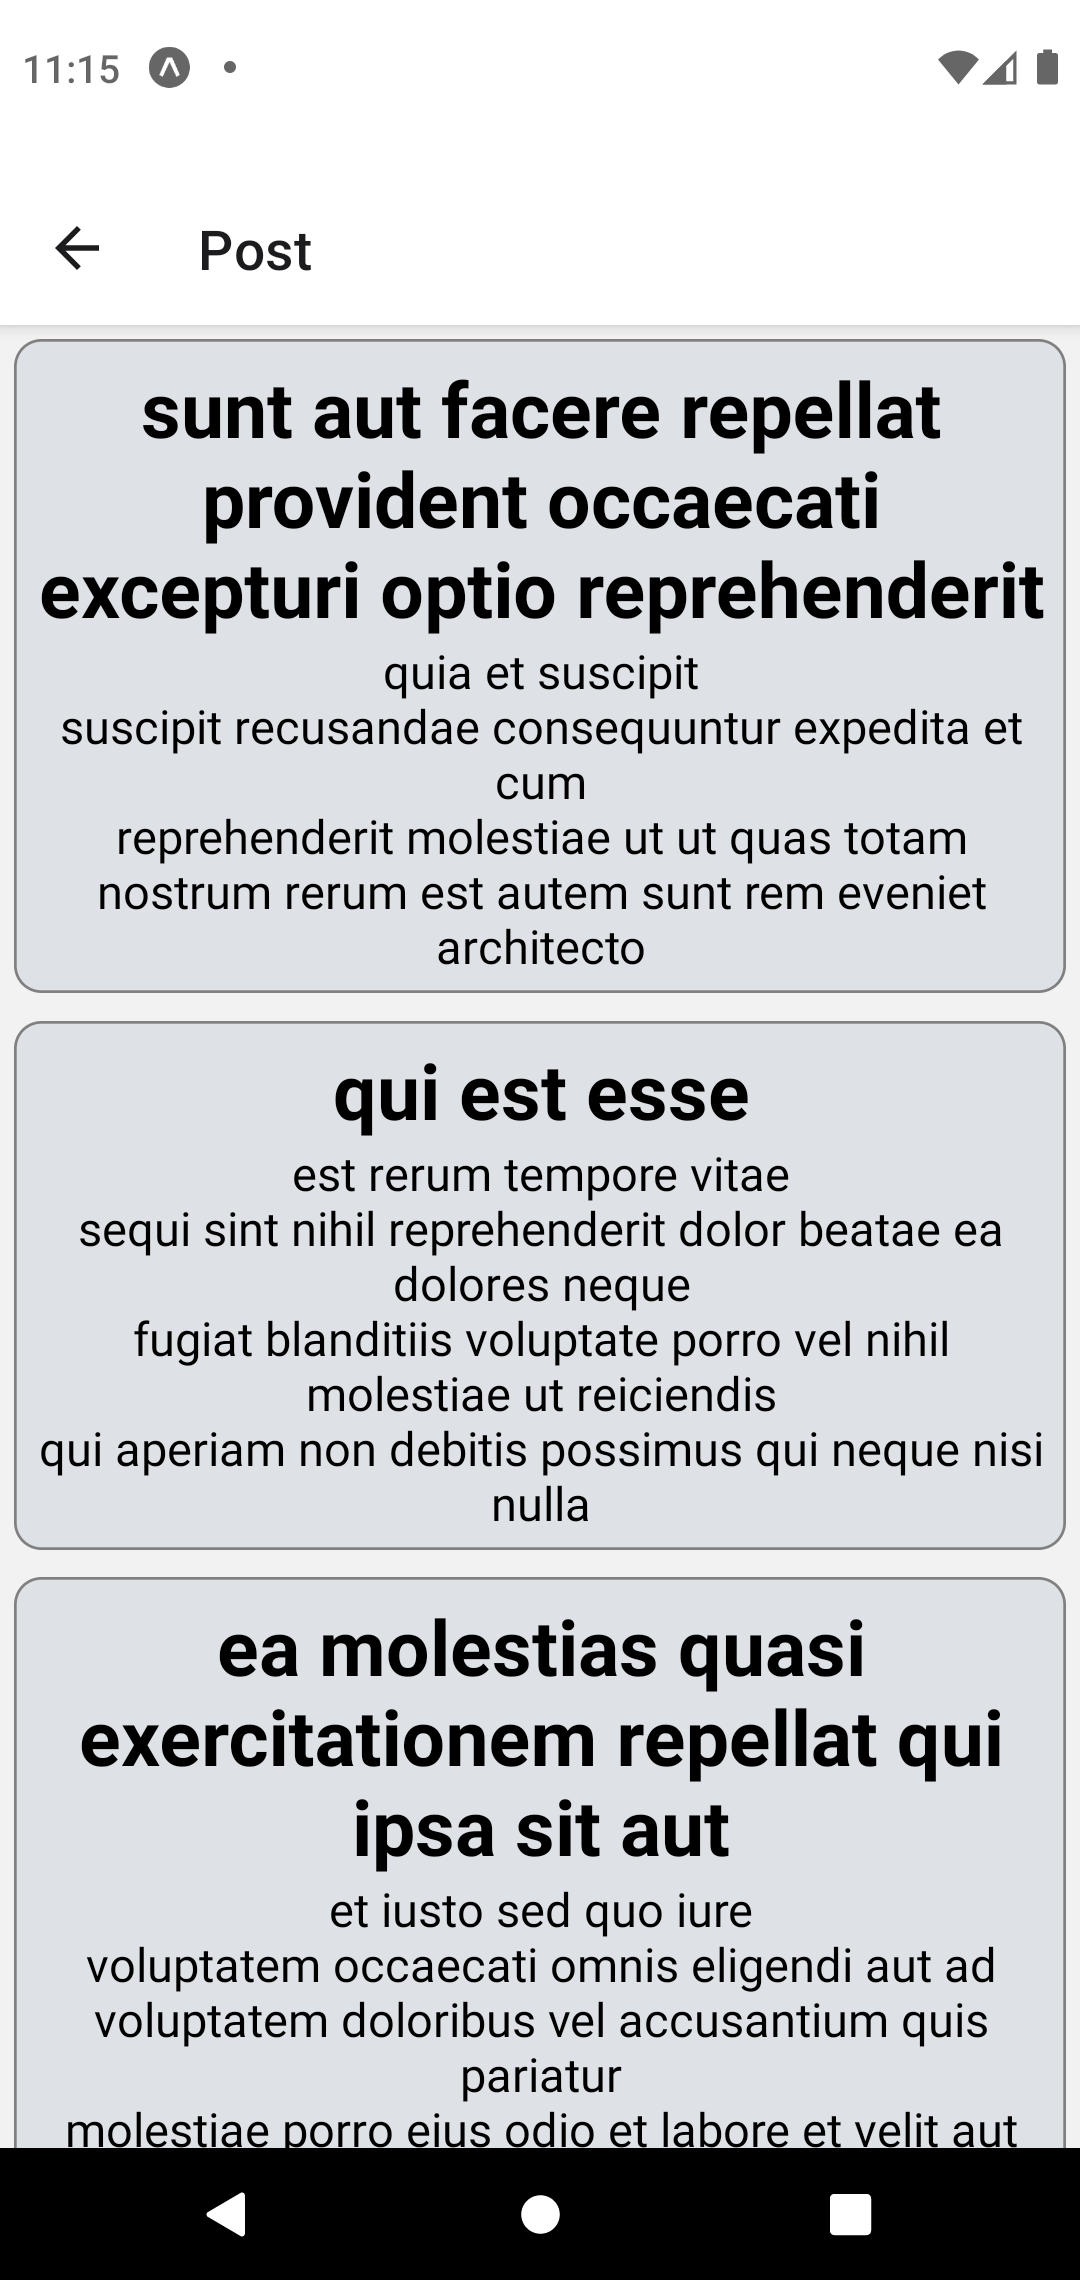 11:15
Post
sunt aut facere repellat
provident occaecati
excepturi optio reprehenderit
quia et suscipit
suscipit recusandae consequuntur expedita et
cum
reprehenderit molestiae ut ut quas totam
nostrum rerum est autem sunt rem eveniet
architecto
qui est esse
est rerum tempore vitae
sequi sint nihil reprehenderit dolor beatae ea
dolores neque
fugiat blanditiis voluptate porro vel nihil
molestiae ut reiciendis
qui aperiam non debitis possimus qui neque nisi
nulla
ea molestias quasi
exercitationem repellat qui
ipsa sit aut
et iusto sed quo iure
voluptatem occaecati omnis eligendi aut ad
voluptatem doloribus vel accusantium quis
pariatur
molestiae porro eius odio et labore et velit aut